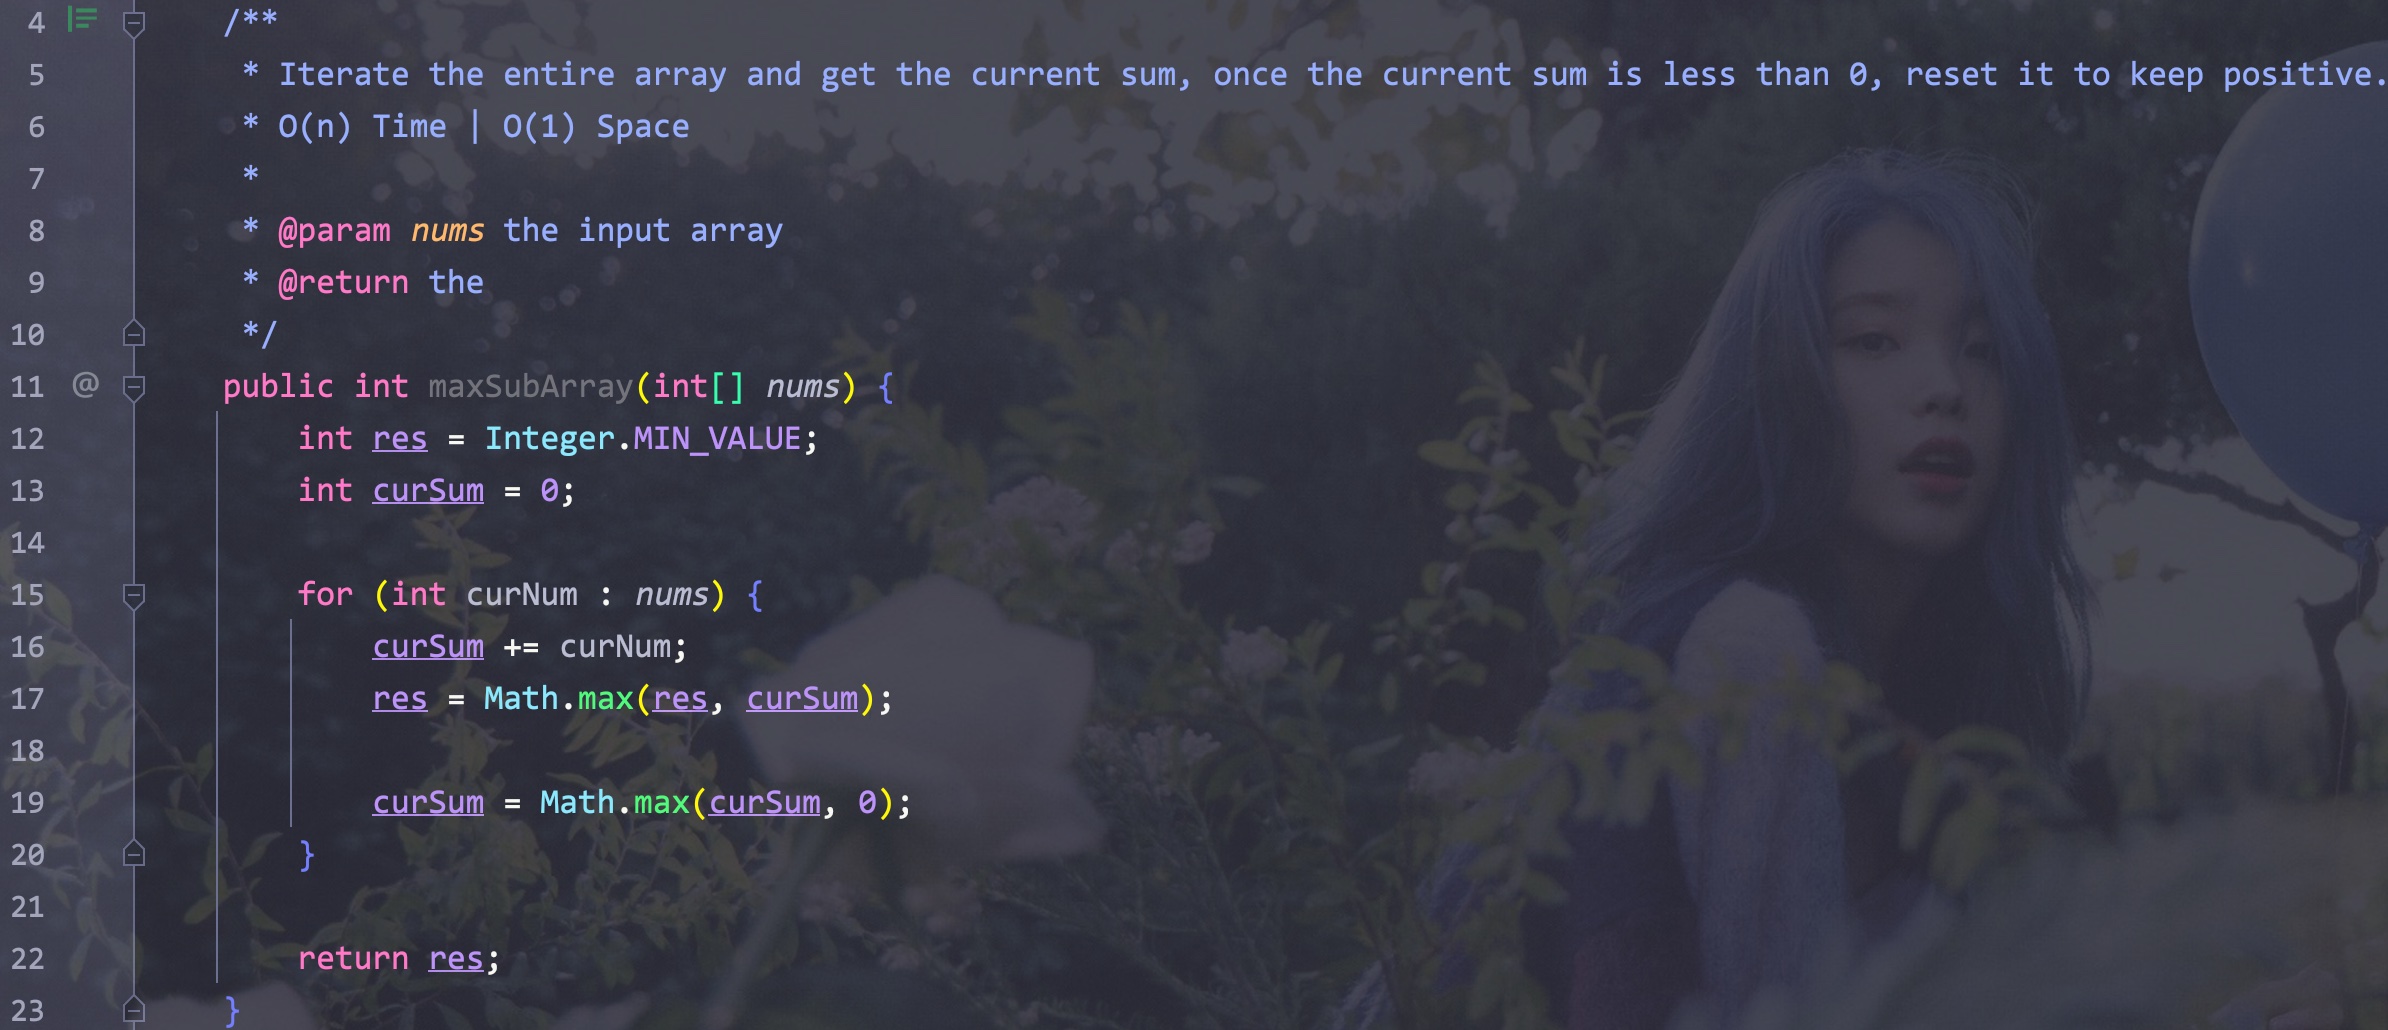 4 /**
5 * Iterate the entire array and get the current sum, once the current sum is less than 0, reset it to keep positive.
6 * O(n) Time | O(1) Space
7 *
8 * @param nums the input array
9 * @return the
10 */
11 @ public int maxSubArray(int[] nums) {
12 int res = Integer.MIN_VALUE;
13 int curSum = 0;
14
15 for (int curNum : nums) {
16 curSum += curNum;
17 res = Math.max(res, curSum);
18
19 curSum = Math.max(curSum, 0);
20 }
21
22 return res;
23 }